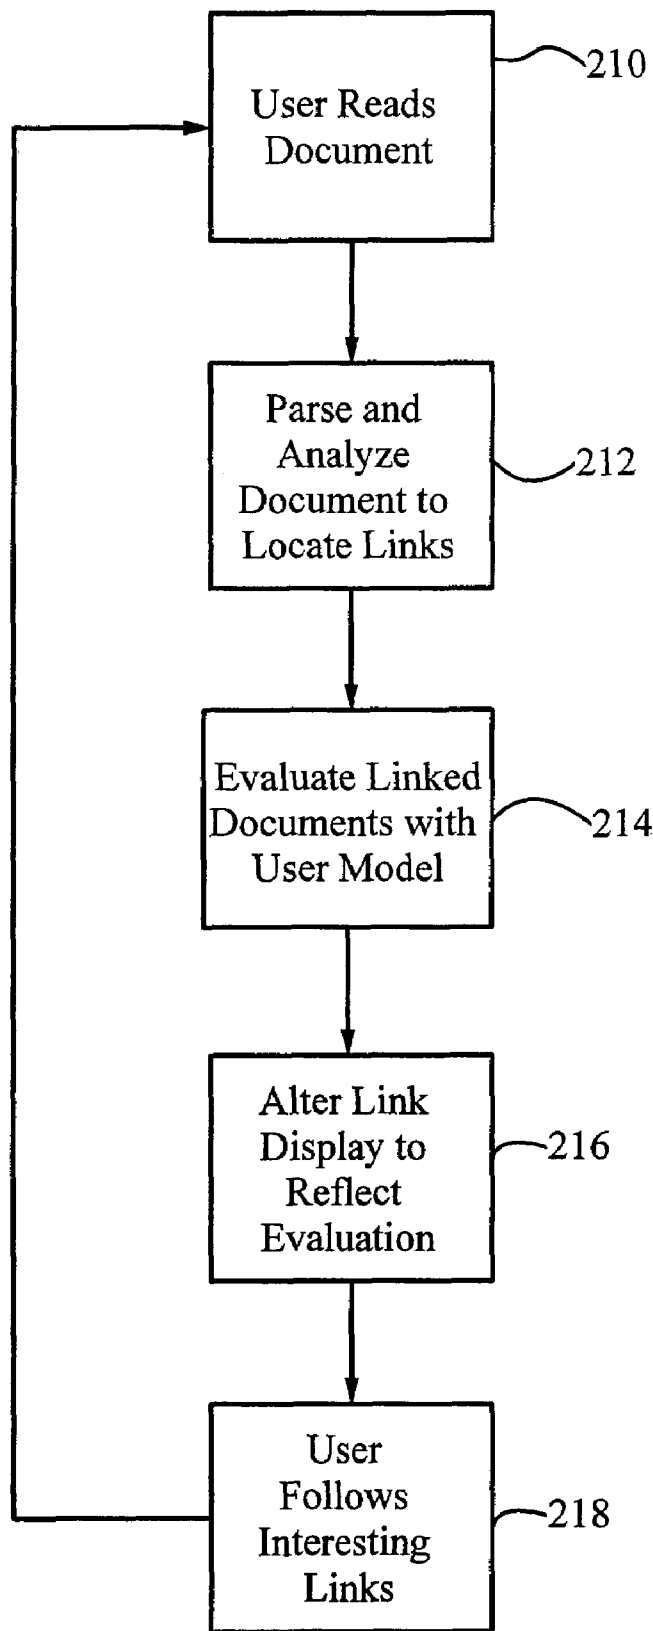 User Reads
Document
210
Parse and
Analyze
Document to
Locate Links
212
Evaluate Linked
Documents with
User Model
214
Alter Link
Display to
Reflect
Evaluation
216
User
Follows
Interesting
Links
218